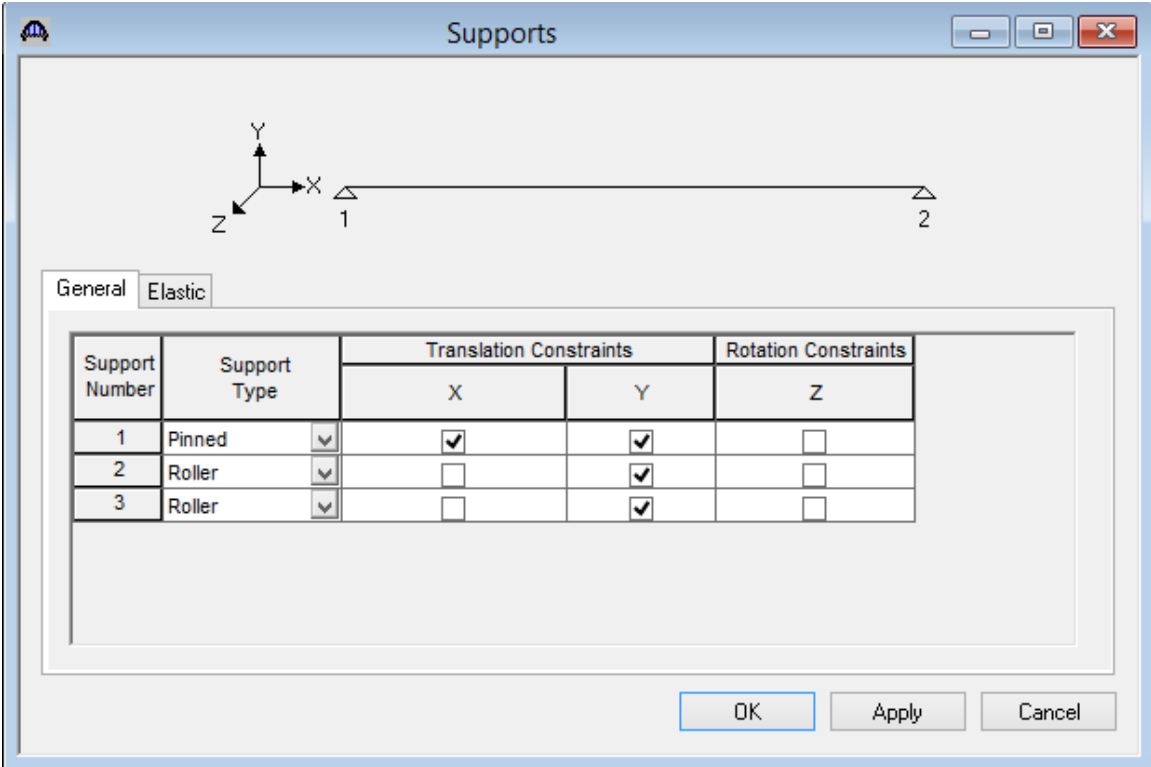 Supports
Y
X
Z
1
2
General Elastic
Support Number Support Type Translation Constraints Rotation Constraints
X Y Z
1 Pinned
2 Roller
3 Roller
OK Apply Cancel